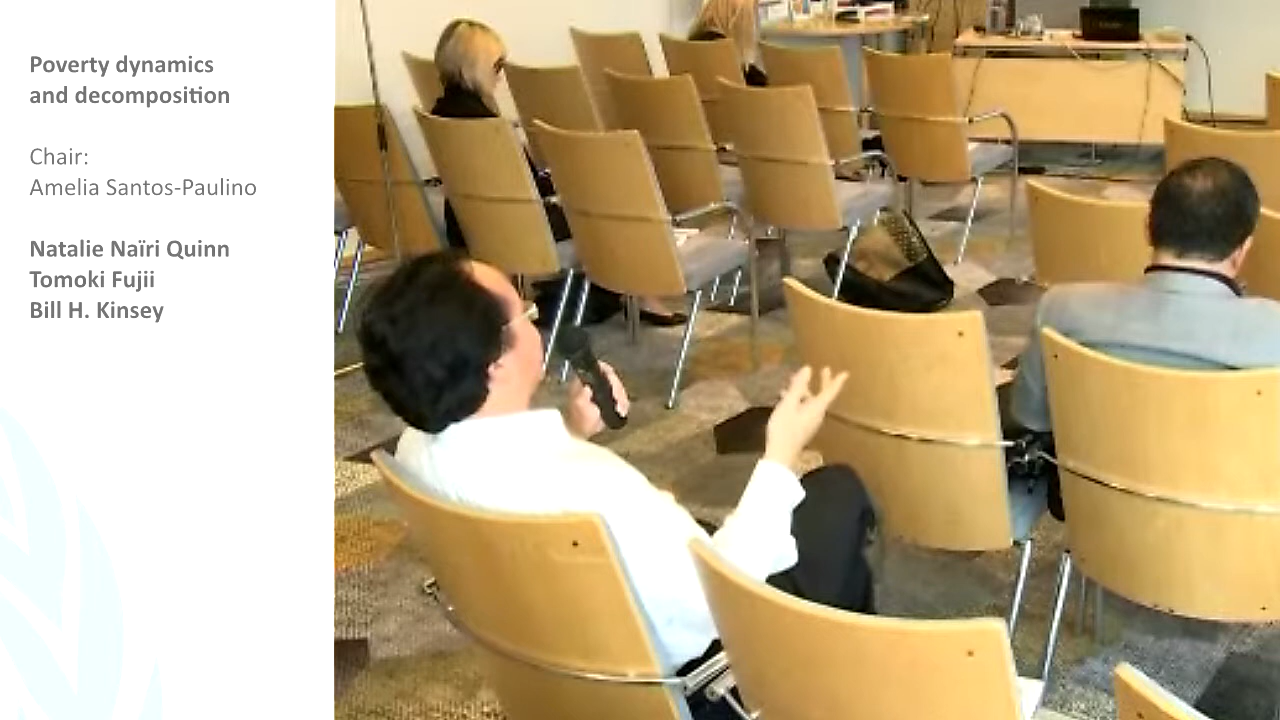 Poverty dynamics
and decomposition
Chair:
Amelia Santos-Paulino
Natalie Naïri Quinn
Tomoki Fujii
Bill H. Kinsey